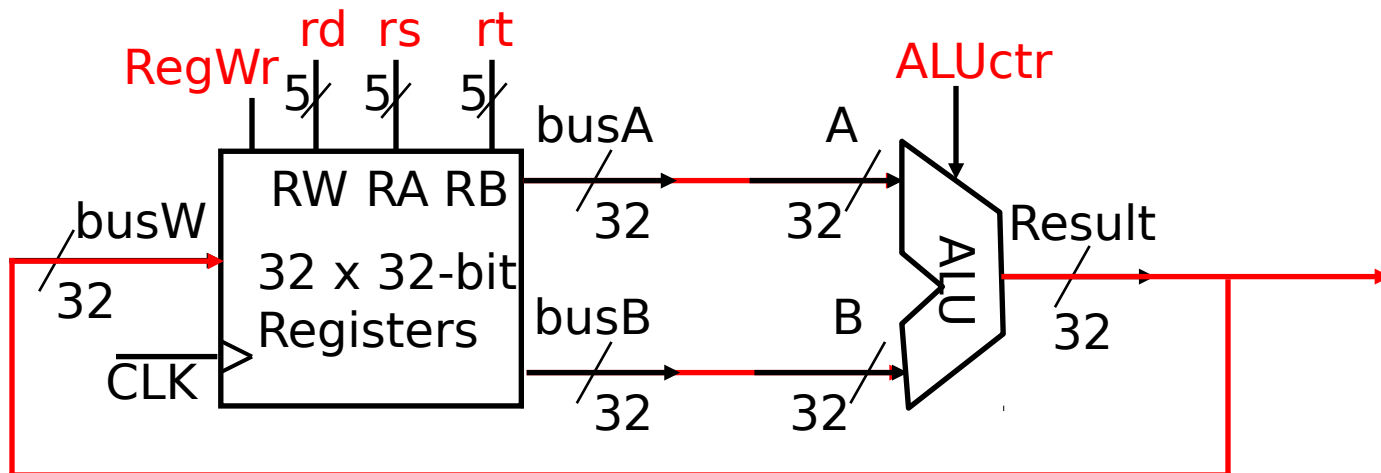 rd rs rt
RegWr ALUctr
5 5 5
busA A
RW RA RB
32 32
busW Result
32 x 32-bit
32
Registers busB B 32
CLK
32 32
ALU